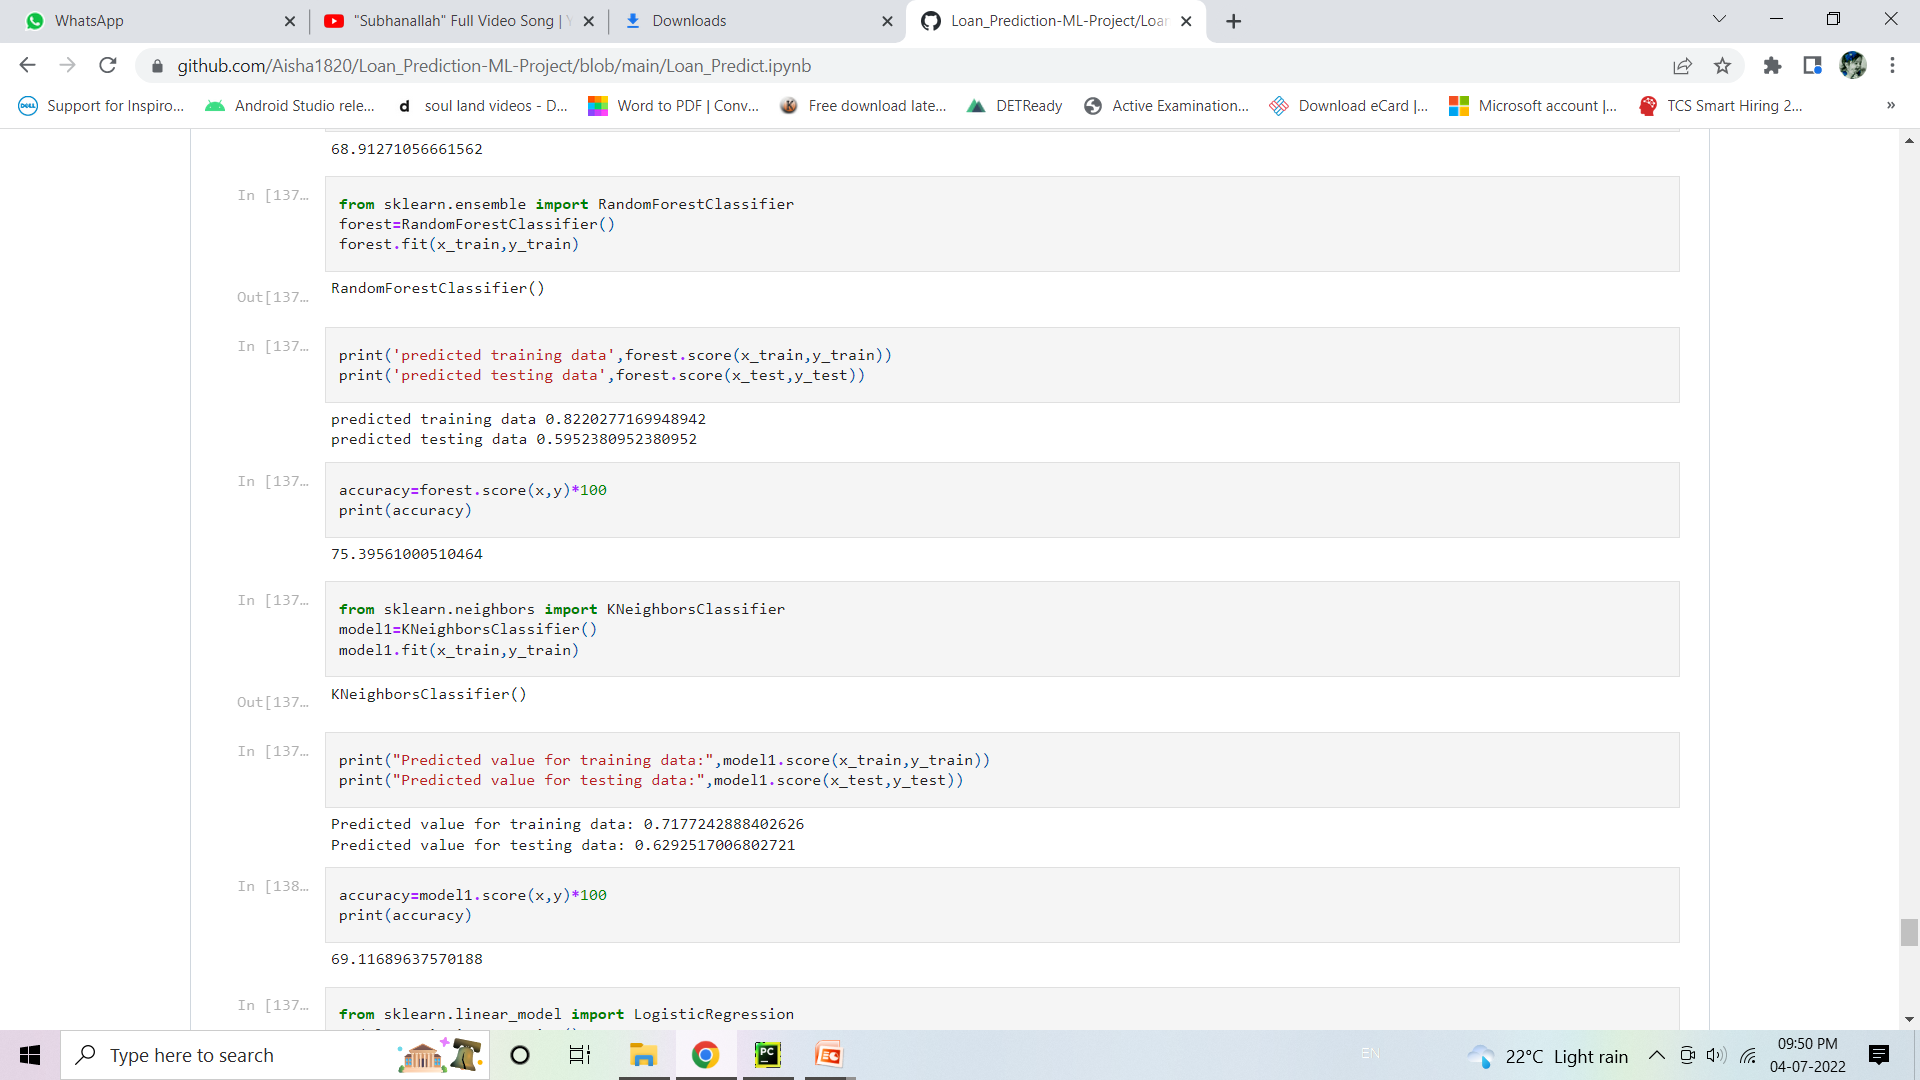 WhatsApp
"Subhanallah" Full Video Song | Y
Downloads
Loan_Prediction-ML-Project/Loan
github.com/Aisha1820/Loan_Prediction-ML-Project/blob/main/Loan_Predict.ipynb
Support for Inspiro...
Android Studio rele...
d soul land videos - D...
Word to PDF | Conv...
Free download late...
DETReady
Active Examination...
Download eCard |...
Microsoft account |...
TCS Smart Hiring 2...
»
68.91271056661562
In [137…
from sklearn.ensemble import RandomForestClassifier
forest=RandomForestClassifier()
forest.fit(x_train,y_train)
Out[137…
RandomForestClassifier()
In [137…
print('predicted training data',forest.score(x_train,y_train))
print('predicted testing data',forest.score(x_test,y_test))
predicted training data 0.8220277169948942
predicted testing data 0.5952380952380952
In [137…
accuracy=forest.score(x,y)*100
print(accuracy)
75.39561000510464
In [137…
from sklearn.neighbors import KNeighborsClassifier
model1=KNeighborsClassifier()
model1.fit(x_train,y_train)
Out[137…
KNeighborsClassifier()
In [137…
print("Predicted value for training data:",model1.score(x_train,y_train))
print("Predicted value for testing data:",model1.score(x_test,y_test))
Predicted value for training data: 0.7177242888402626
Predicted value for testing data: 0.6292517006802721
In [138…
accuracy=model1.score(x,y)*100
print(accuracy)
69.11689637570188
In [137…
from sklearn.linear_model import LogisticRegression
Type here to search
PC
EN
22°C Light rain
09:50 PM
04-07-2022